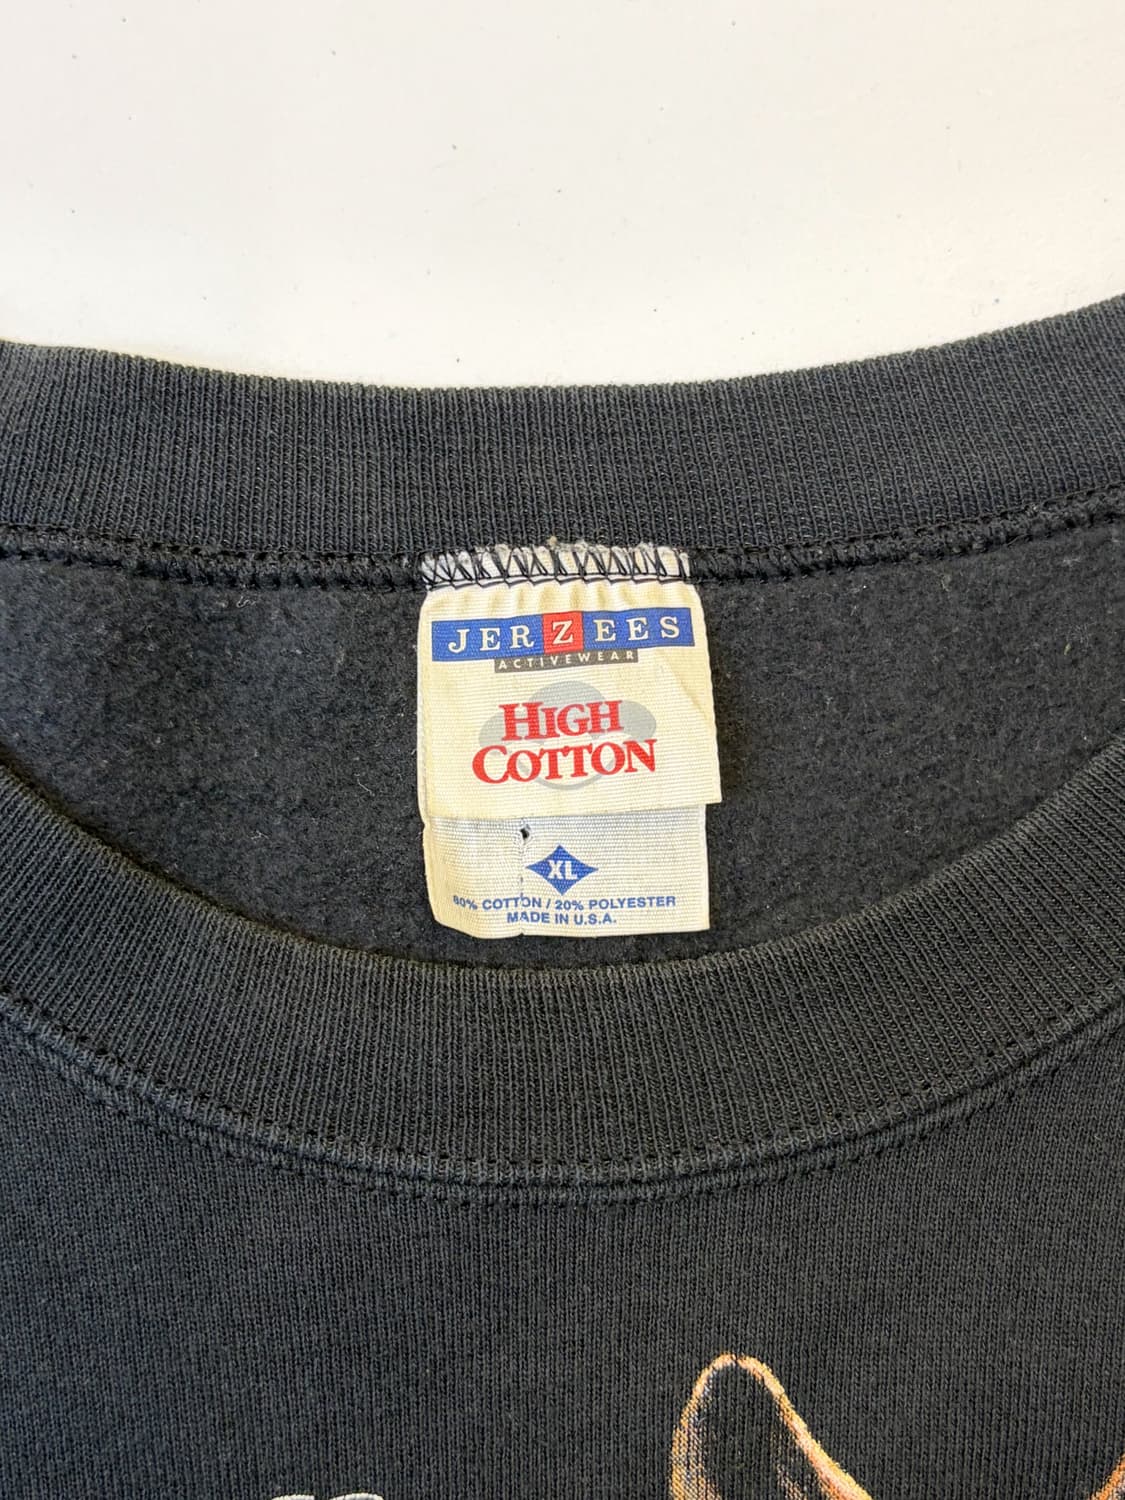 JERZEES
ACTIVEWEAR
HIGH
COTTON
XL
80% COTTON / 20% POLYESTER
MADE IN U.S.A.